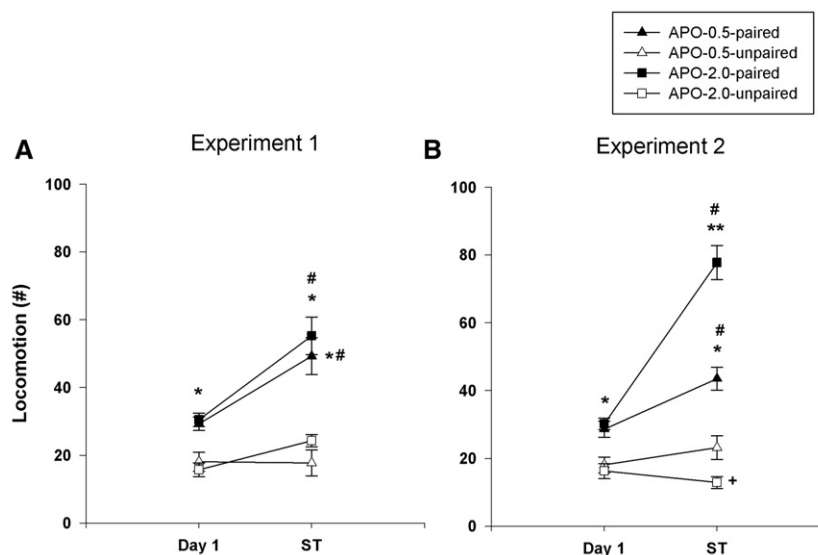 APO-0.5-paired
APO-0.5-unpaired
APO-2.0-paired
APO-2.0-unpaired
A
Experiment 1
Locomotion (#)
100
80
60
40
20
0
#
*
*#
*
Day 1
ST
B
Experiment 2
100
80
60
40
20
0
#
**
#
*
*
+
Day 1
ST